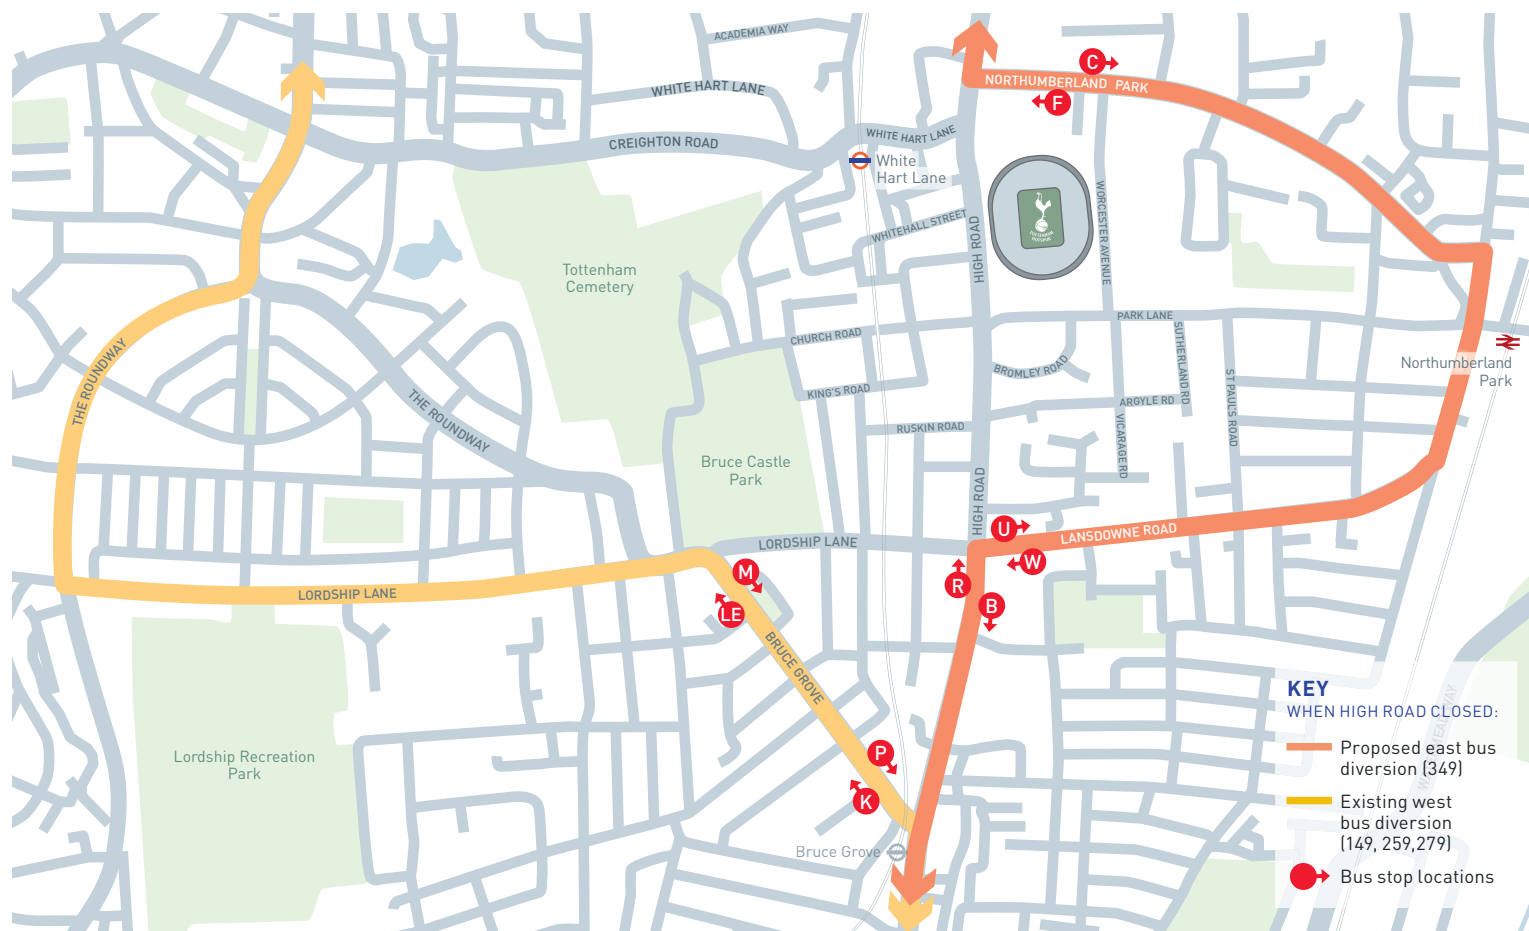 ACADEMIA WAY
C
NORTHUMBERLAND PARK
WHITE HART LANE
F
WHITE HART LANE
CREIGHTON ROAD
White
Hart Lane
WORCESTER AVENUE
WHITEHALL STREET
HIGH ROAD
TOTTENHAM
HOTSPUR
Tottenham
Cemetery
PARK LANE
CHURCH ROAD
SUTHERLAND RD
THE ROUNDWAY
Northumberland
Park
BROMLEY ROAD
KING'S ROAD
ARGYLE RD
ST PAUL'S ROAD
THE ROUNDWAY
RUSKIN ROAD
VICARAGE RD
Bruce Castle
Park
HIGH ROAD
U
LANSDOWNE ROAD
LORDSHIP LANE
W
M
R
LORDSHIP LANE
B
LE
BRUCE GROVE
KEY
WHEN HIGH ROAD CLOSED:
Proposed east bus
diversion (349)
Existing west
bus diversion
(149, 259,279)
Bus stop locations
Lordship Recreation
Park
P
K
Bruce Grove